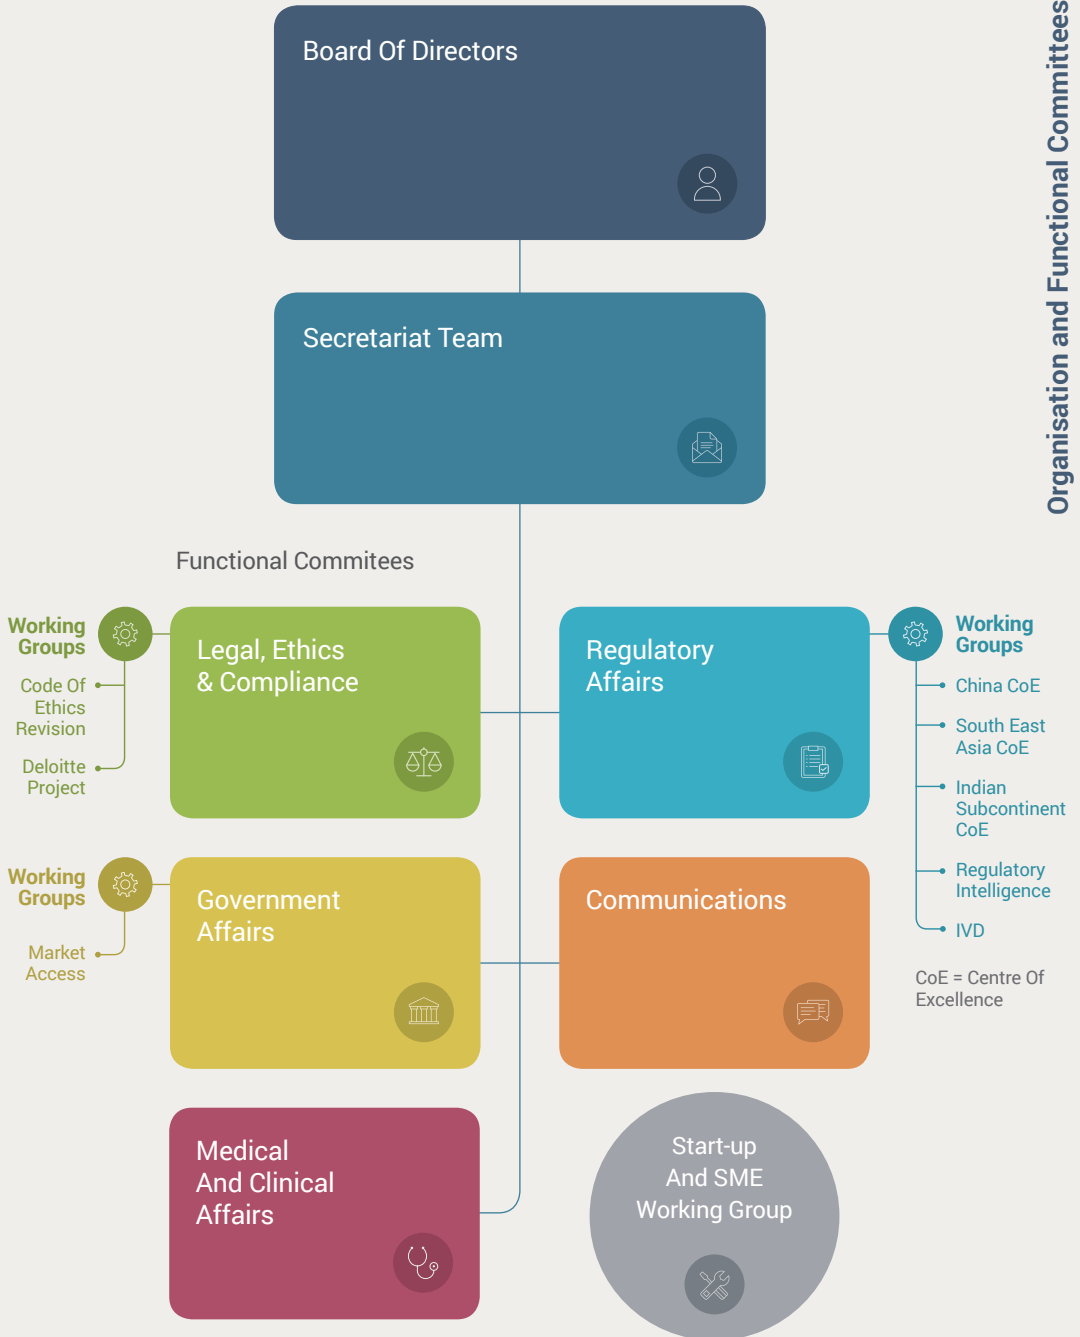 Organisation and Functional Committees
Board Of Directors
Secretariat Team
Functional Commitees
Working
Groups
Code Of
Ethics
Revision
Deloitte
Project
Legal, Ethics
& Compliance
Regulatory
Affairs
Working
Groups
China CoE
South East
Asia CoE
Indian
Subcontinent
CoE
Regulatory
Intelligence
IVD
CoE = Centre Of
Excellence
Working
Groups
Market
Access
Government
Affairs
Communications
Medical
And Clinical
Affairs
Start-up
And SME
Working Group